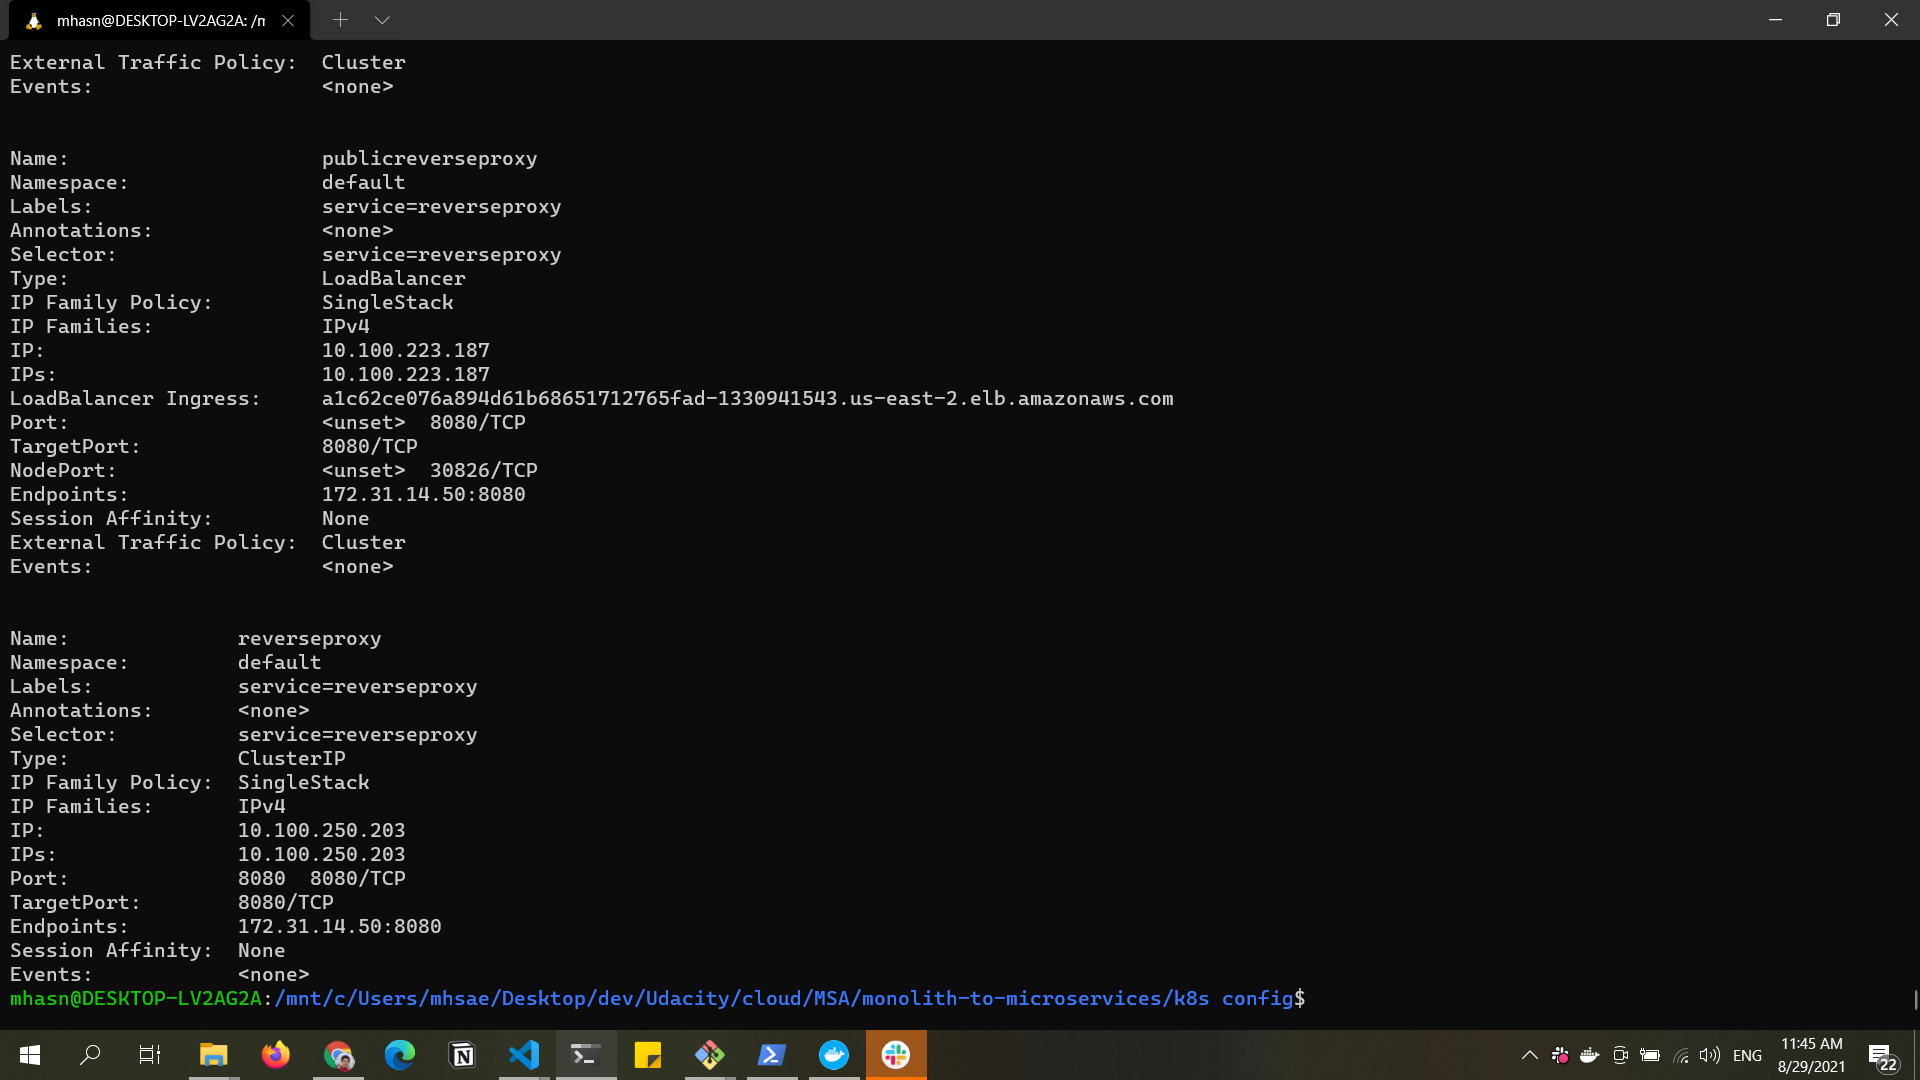 mhasn@DESKTOP-LV2AG2A: /m
External Traffic Policy:  Cluster
Events:                   <none>
Name:                     publicreverseproxy
Namespace:                default
Labels:                   service=reverseproxy
Annotations:              <none>
Selector:                 service=reverseproxy
Type:                     LoadBalancer
IP Family Policy:         SingleStack
IP Families:              IPv4
IP:                       10.100.223.187
IPs:                      10.100.223.187
LoadBalancer Ingress:     a1c62ce076a894d61b68651712765fad-1330941543.us-east-2.elb.amazonaws.com
Port:                     <unset>  8080/TCP
TargetPort:               8080/TCP
NodePort:                 <unset>  30826/TCP
Endpoints:                172.31.14.50:8080
Session Affinity:         None
External Traffic Policy:  Cluster
Events:                   <none>
Name:              reverseproxy
Namespace:         default
Labels:            service=reverseproxy
Annotations:       <none>
Selector:          service=reverseproxy
Type:              ClusterIP
IP Family Policy:  SingleStack
IP Families:       IPv4
IP:                10.100.250.203
IPs:               10.100.250.203
Port:              8080  8080/TCP
TargetPort:        8080/TCP
Endpoints:         172.31.14.50:8080
Session Affinity:  None
Events:            <none>
mhasn@DESKTOP-LV2AG2A:/mnt/c/Users/mhsae/Desktop/dev/Udacity/cloud/MSA/monolith-to-microservices/k8s config$
ENG
11:45 AM
8/29/2021
22